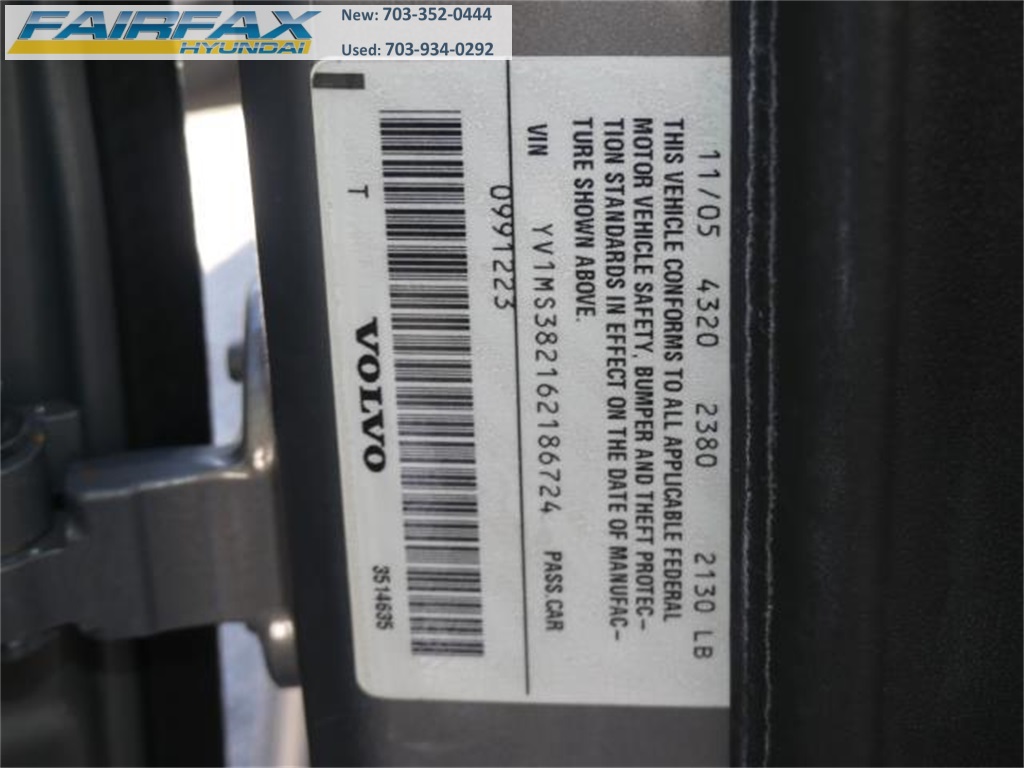 FAIRFAX
HYUNDAI
New: 703-352-0444
Used: 703-934-0292
11/05 4320 2380 2130 LB
THIS VEHICLE CONFORMS TO ALL APPLICABLE FEDERAL
MOTOR VEHICLE SAFETY, BUMPER AND THEFT PROTEC-
TION STANDARDS IN EFFECT ON THE DATE OF MANUFAC-
TURE SHOWN ABOVE.
VIN YV1MS382162186724 PASS.CAR
0991223
T VOLVO 3514635